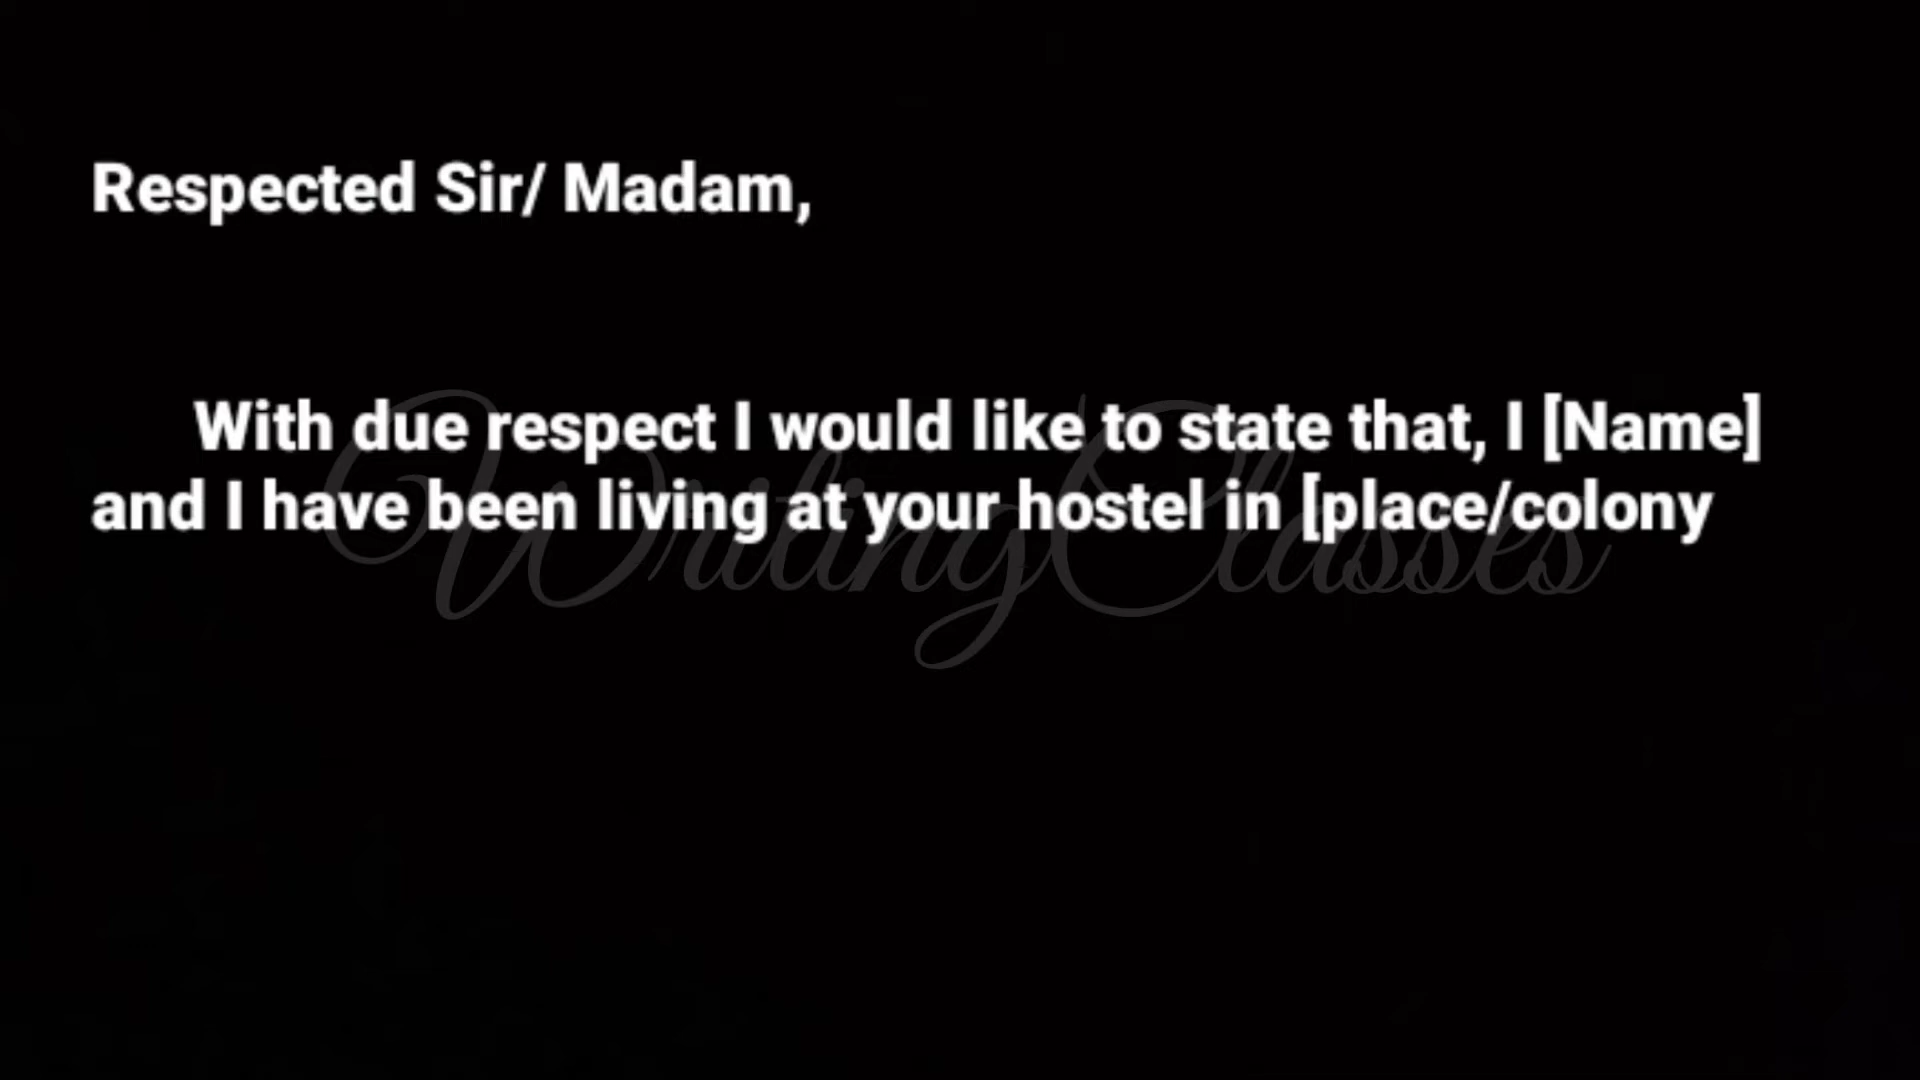 Respected Sir/ Madam,
With due respect I would like to state that, I [Name]
and I have been living at your hostel in [place/colony
WritingClasses